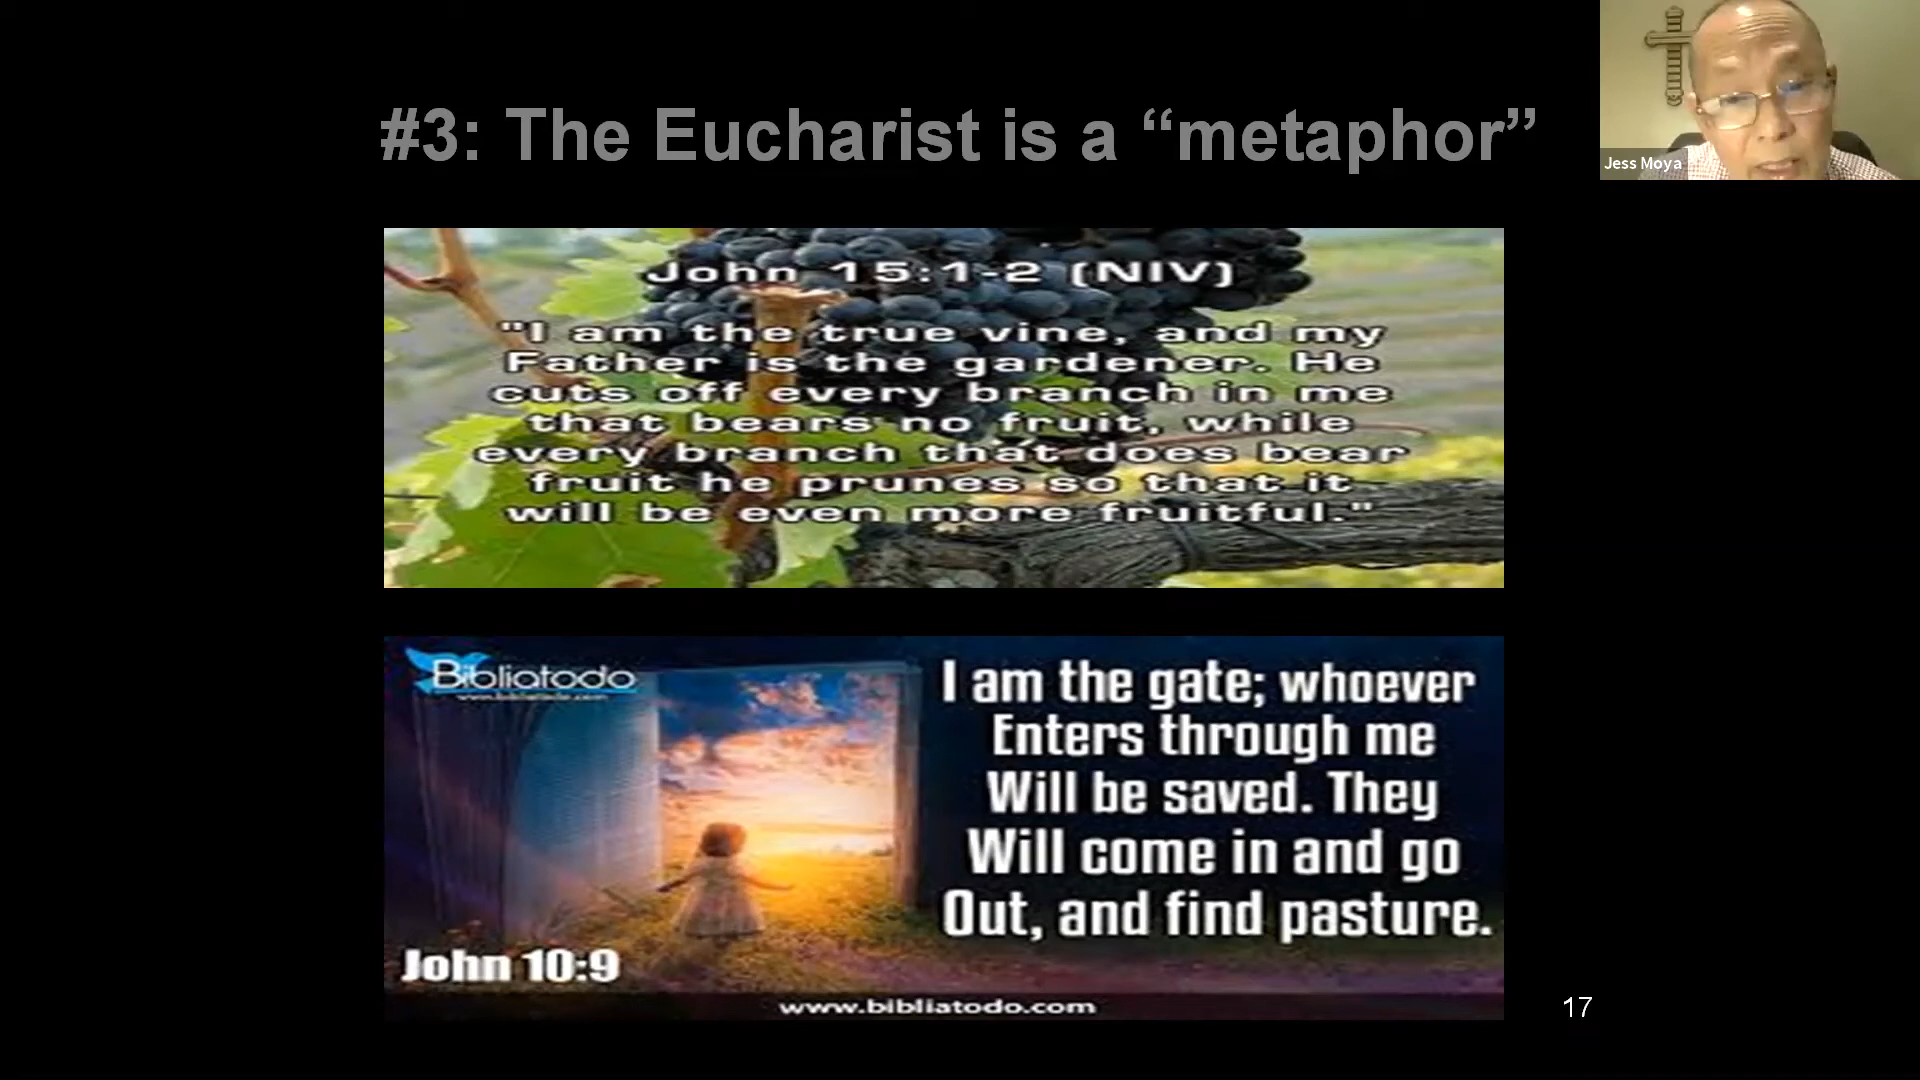 #3: The Eucharist is a “metaphor”
Jess Moya
John 15:1-2 (NIV)
"I am the true vine, and my
Father is the gardener. He
cuts off every branch in me
that bears no fruit, while
every branch that does bear
fruit he prunes so that it
will be even more fruitful."
Bibliatodo
www.bibliatodo.com
I am the gate; whoever
Enters through me
Will be saved. They
Will come in and go
Out, and find pasture.
John 10:9
www.bibliatodo.com
17